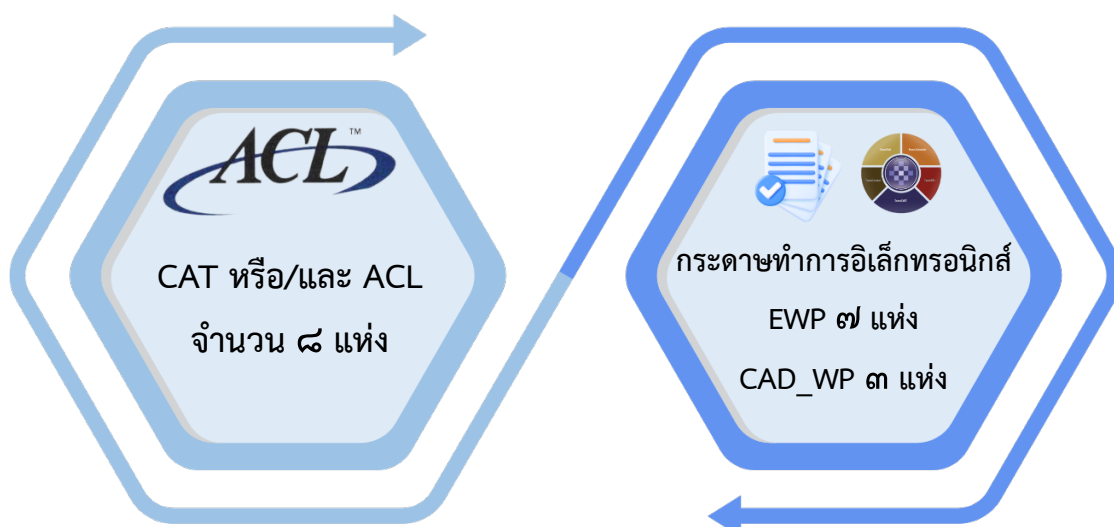 ACL™
CAT หรือ/และ ACL
จำนวน ๘ แห่ง
กระดาษทำการอิเล็กทรอนิกส์
EWP ๗ แห่ง
CAD_WP ๓ แห่ง